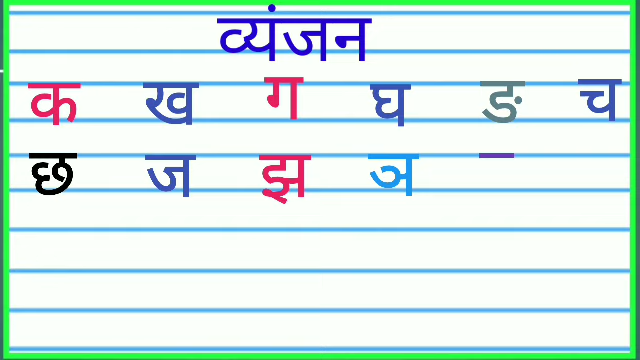 व्यंजन
क ख ग घ ङ च
छ ज झ ञ